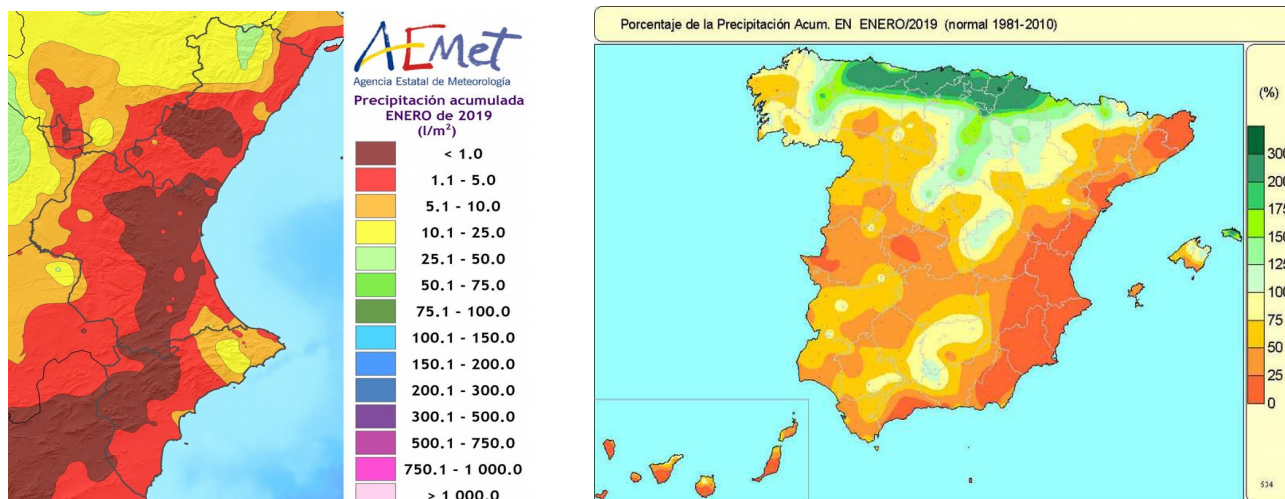 AEMet
Agencia Estatal de Meteorología
Precipitación acumulada
ENERO de 2019
(l/m²)
< 1.0
1.1 - 5.0
5.1 - 10.0
10.1 - 25.0
25.1 - 50.0
50.1 - 75.0
75.1 - 100.0
100.1 - 150.0
150.1 - 200.0
200.1 - 300.0
300.1 - 500.0
500.1 - 750.0
750.1 - 1 000.0
> 1 000.0
Porcentaje de la Precipitación Acum. EN ENERO/2019 (normal 1981-2010)
(%)
300
200
175
150
125
100
75
50
25
0
534